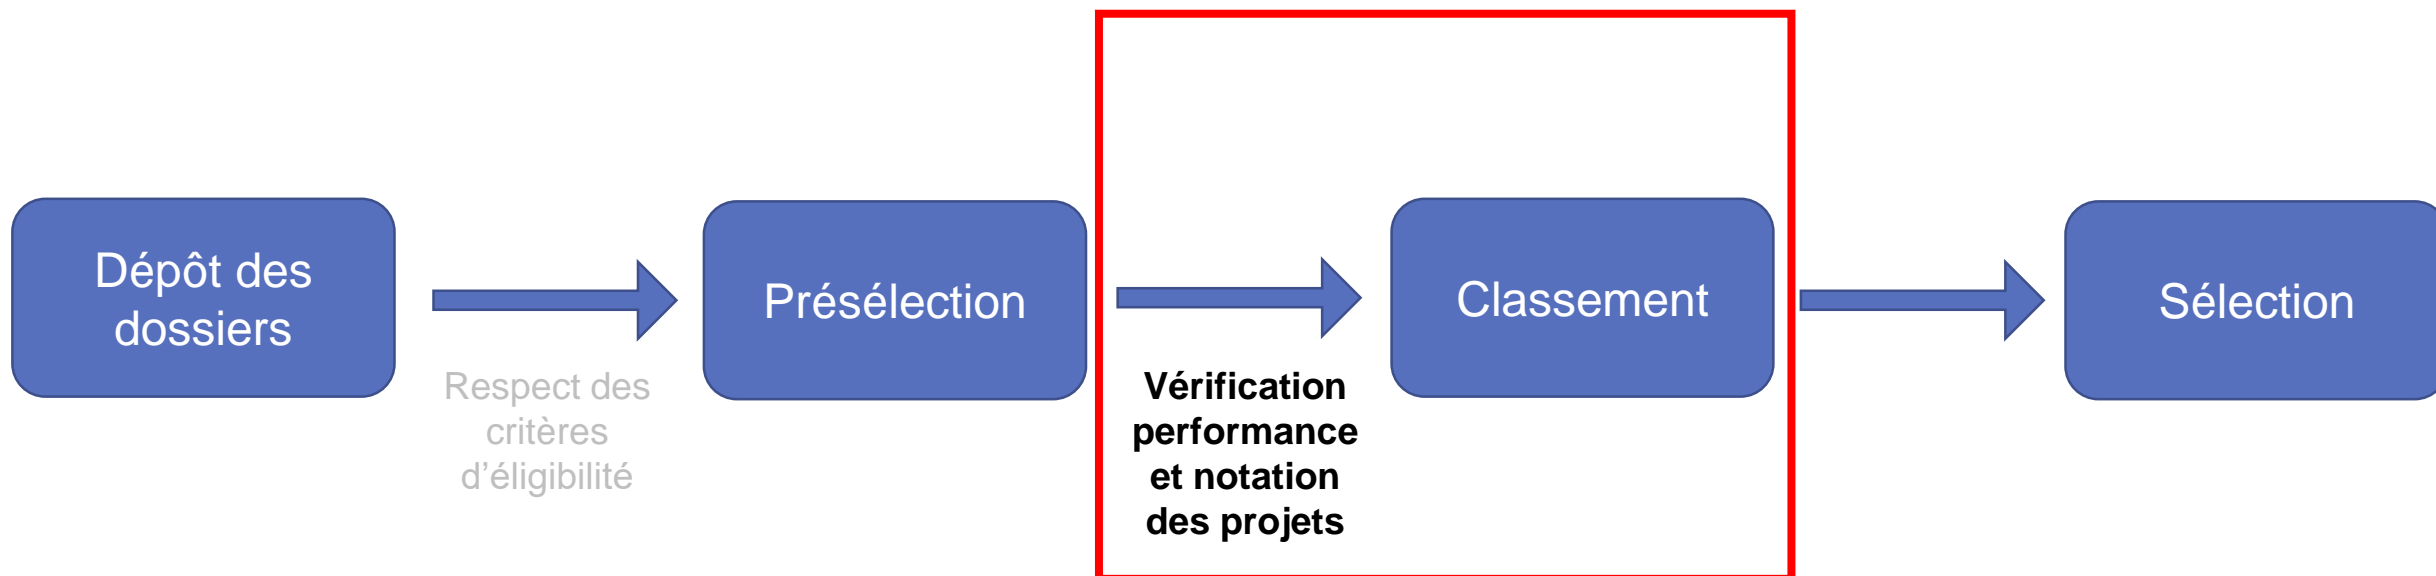 Dépôt des
dossiers
Respect des
critères
d’éligibilité
Présélection
Vérification
performance
et notation
des projets
Classement
Sélection